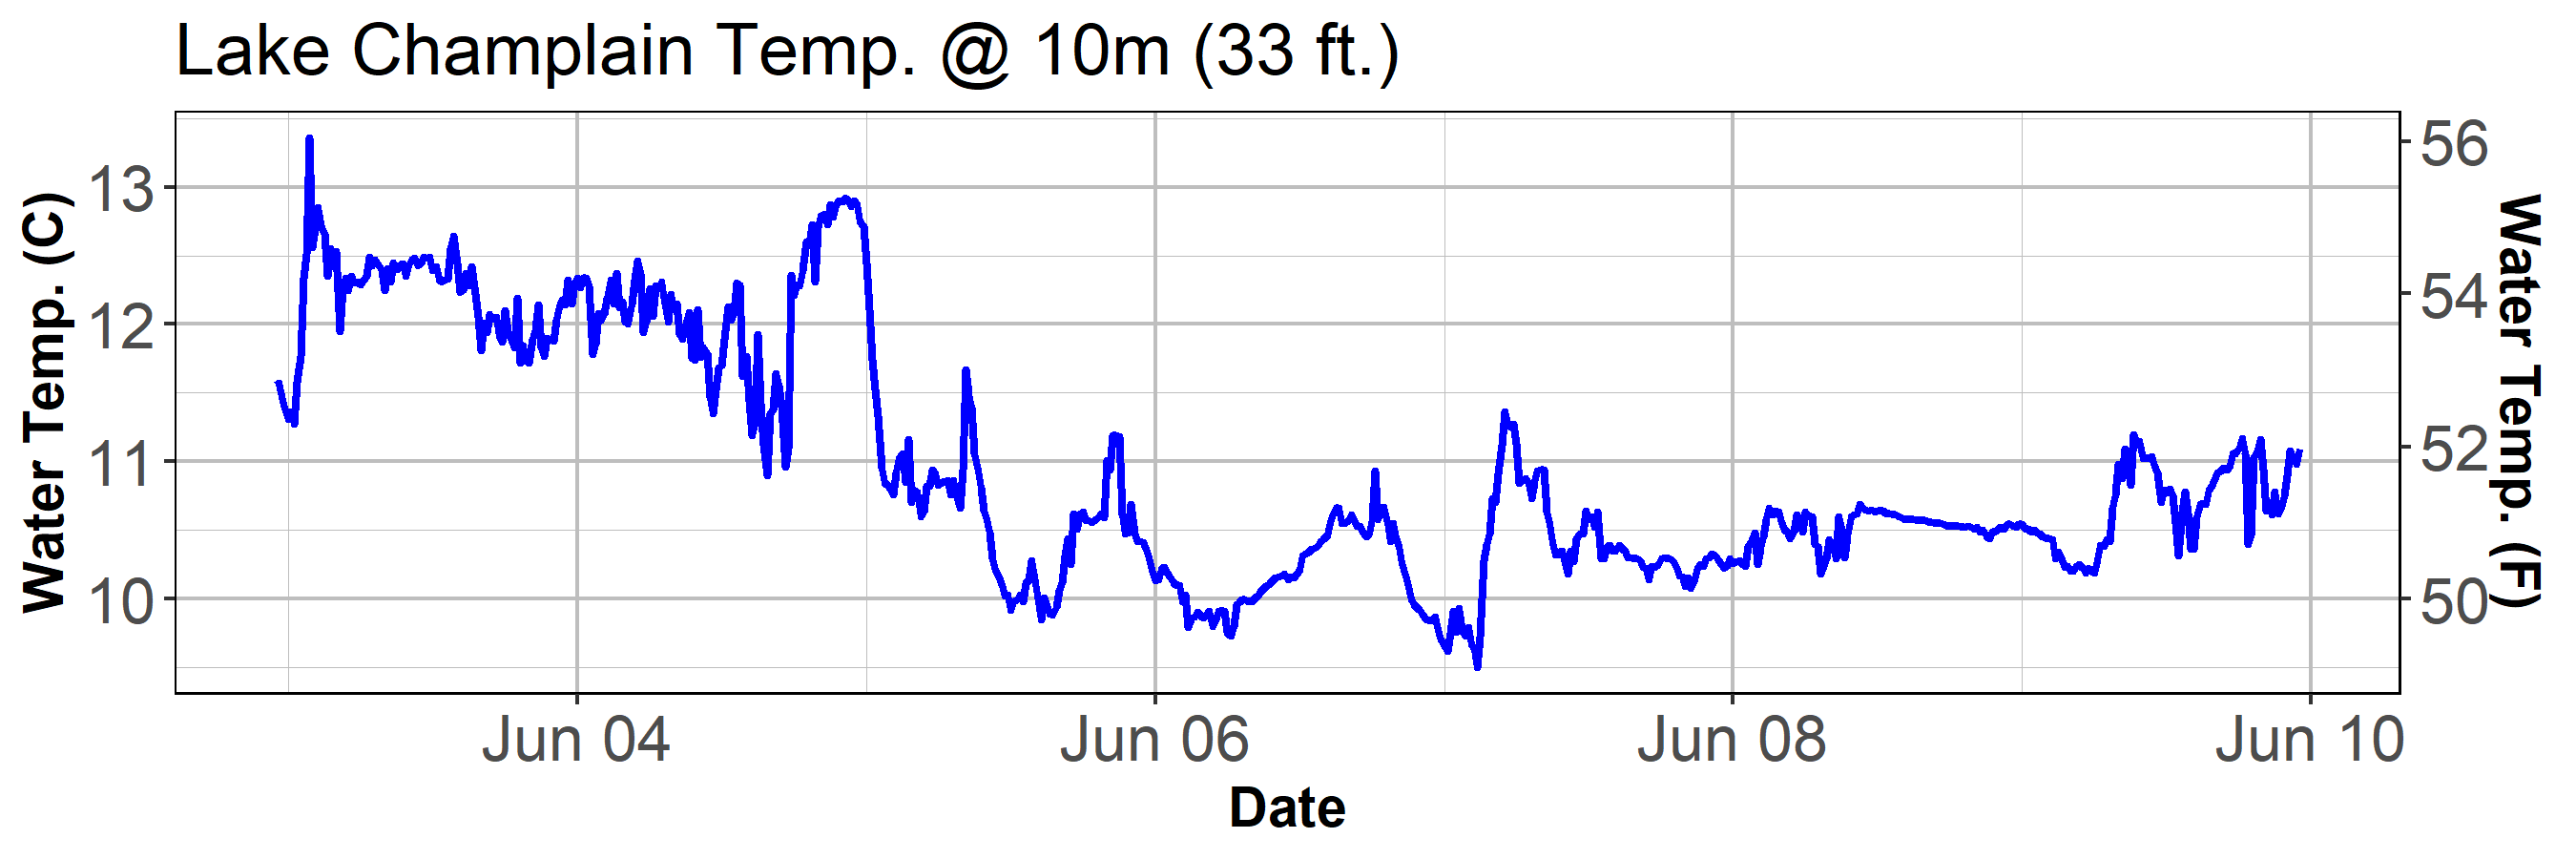 Lake Champlain Temp. @ 10m (33 ft.)
Water Temp. (C)
13
12
11
10
56
54
52
50
Water Temp. (F)
Jun 04
Jun 06
Jun 08
Jun 10
Date